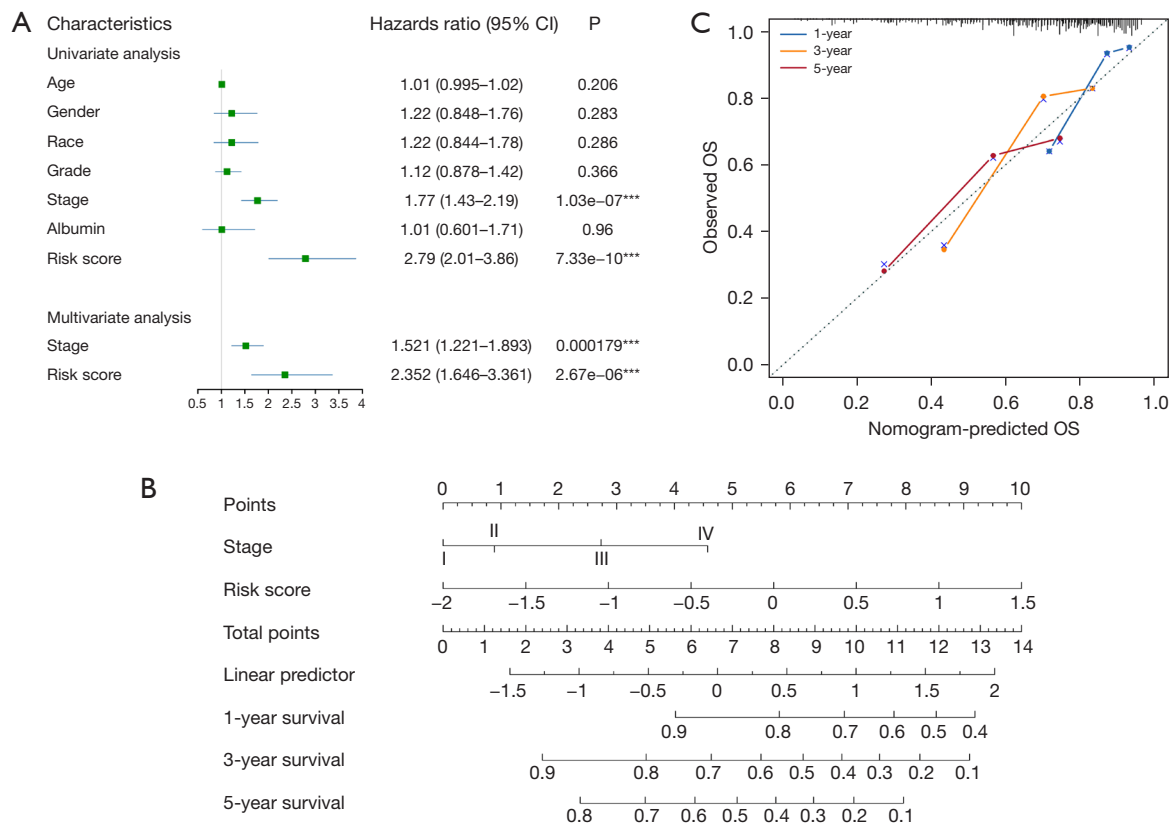 A
Characteristics Hazards ratio (95% CI) P
Univariate analysis
Age 1.01 (0.995–1.02) 0.206
Gender 1.22 (0.848–1.76) 0.283
Race 1.22 (0.844–1.78) 0.286
Grade 1.12 (0.878–1.42) 0.366
Stage 1.77 (1.43–2.19) 1.03e–07***
Albumin 1.01 (0.601–1.71) 0.96
Risk score 2.79 (2.01–3.86) 7.33e–10***
Multivariate analysis
Stage 1.521 (1.221–1.893) 0.000179***
Risk score 2.352 (1.646–3.361) 2.67e–06***
0.5 1 1.5 2 2.5 3 3.5 4
C
1-year
3-year
5-year
Observed OS
1.0
0.8
0.6
0.4
0.2
0.0
0.0 0.2 0.4 0.6 0.8 1.0
Nomogram-predicted OS
B
Points 0 1 2 3 4 5 6 7 8 9 10
Stage I II III IV
Risk score −2 −1.5 −1 −0.5 0 0.5 1 1.5
Total points 0 1 2 3 4 5 6 7 8 9 10 11 12 13 14
Linear predictor −1.5 −1 −0.5 0 0.5 1 1.5 2
1-year survival 0.9 0.8 0.7 0.6 0.5 0.4
3-year survival 0.9 0.8 0.7 0.6 0.5 0.4 0.3 0.2 0.1
5-year survival 0.8 0.7 0.6 0.5 0.4 0.3 0.2 0.1